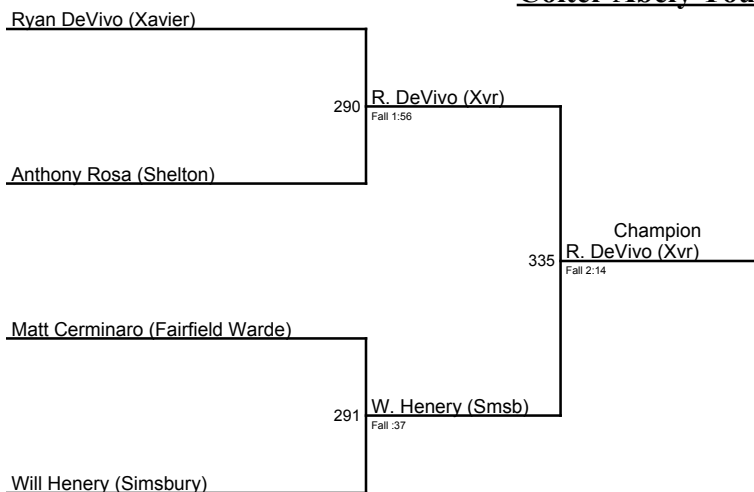 Ryan DeVivo (Xavier)
290
R. DeVivo (Xvr)
Fall 1:56
Anthony Rosa (Shelton)
Champion
335
R. DeVivo (Xvr)
Fall 2:14
Matt Cerminaro (Fairfield Warde)
291
W. Henery (Smsb)
Fall :37
Will Henery (Simsbury)